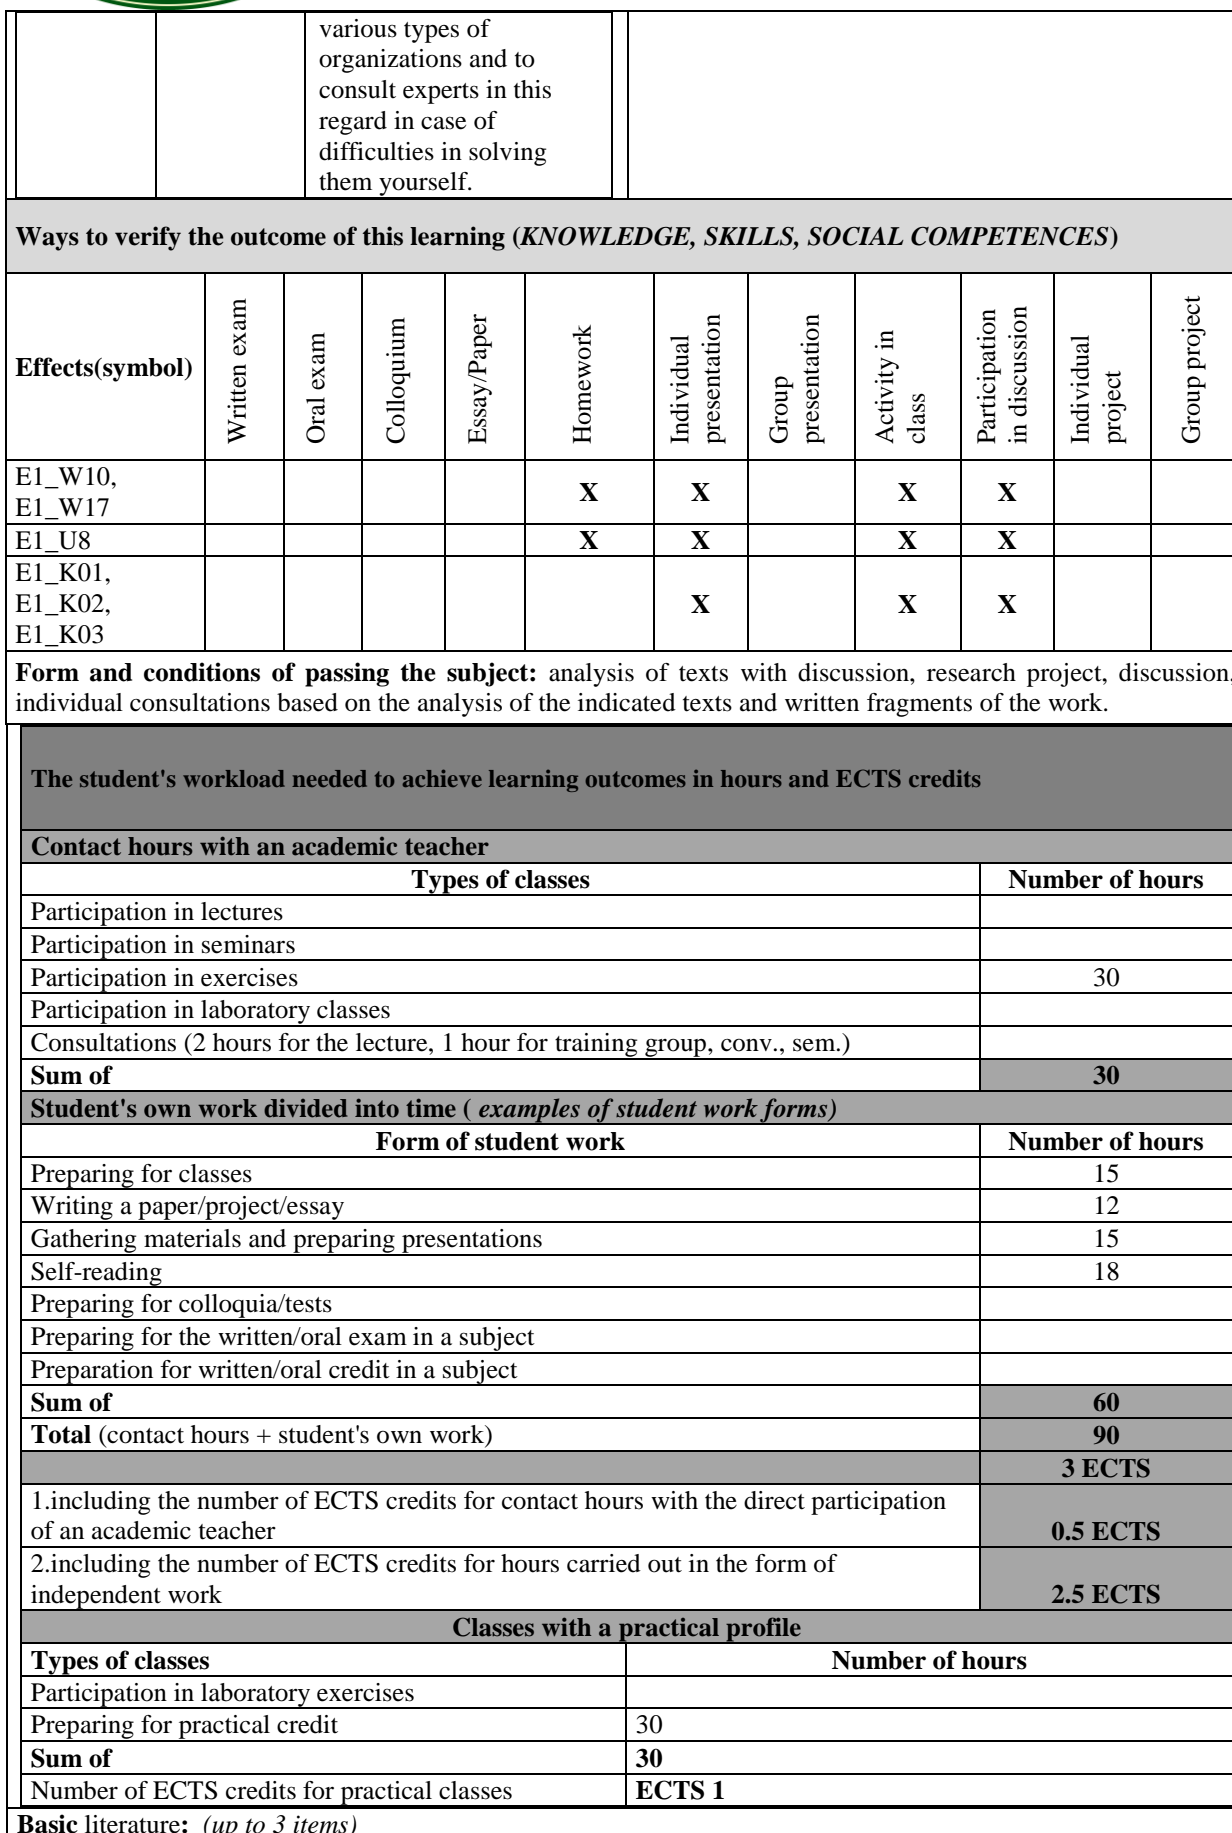 various types of
organizations and to
consult experts in this
regard in case of
difficulties in solving
them yourself.
Ways to verify the outcome of this learning (KNOWLEDGE, SKILLS, SOCIAL COMPETENCES)
Effects(symbol)
Written exam
Oral exam
Colloquium
Essay/Paper
Homework
Individual
presentation
Group
presentation
Activity in
class
Participation
in discussion
Individual
project
Group project
E1_W10,
E1_W17
X X X X
E1_U8 X X X X
E1_K01,
E1_K02,
E1_K03
X X X
Form and conditions of passing the subject: analysis of texts with discussion, research project, discussion,
individual consultations based on the analysis of the indicated texts and written fragments of the work.
The student's workload needed to achieve learning outcomes in hours and ECTS credits
Contact hours with an academic teacher
Types of classes Number of hours
Participation in lectures
Participation in seminars
Participation in exercises 30
Participation in laboratory classes
Consultations (2 hours for the lecture, 1 hour for training group, conv., sem.)
Sum of 30
Student's own work divided into time ( examples of student work forms)
Form of student work Number of hours
Preparing for classes 15
Writing a paper/project/essay 12
Gathering materials and preparing presentations 15
Self-reading 18
Preparing for colloquia/tests
Preparing for the written/oral exam in a subject
Preparation for written/oral credit in a subject
Sum of 60
Total (contact hours + student's own work) 90
3 ECTS
1.including the number of ECTS credits for contact hours with the direct participation
of an academic teacher 0.5 ECTS
2.including the number of ECTS credits for hours carried out in the form of
independent work 2.5 ECTS
Classes with a practical profile
Types of classes Number of hours
Participation in laboratory exercises
Preparing for practical credit 30
Sum of 30
Number of ECTS credits for practical classes ECTS 1
Basic literature: (up to 3 items)